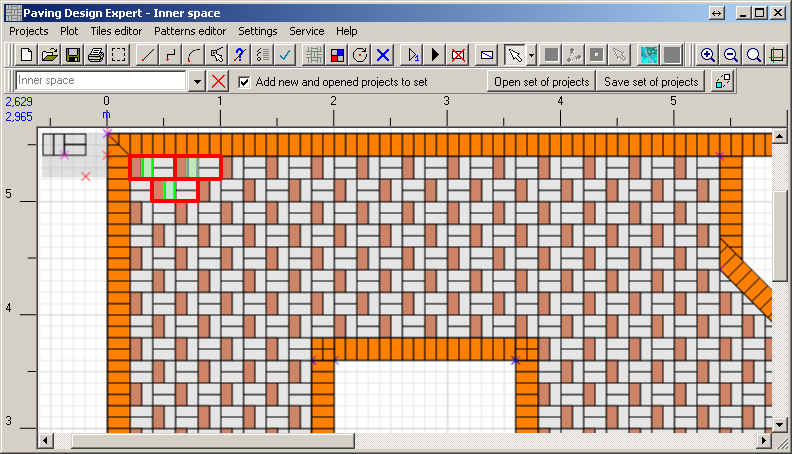 Paving Design Expert - Inner space
Projects Plot Tiles editor Patterns editor Settings Service Help
Inner space Add new and opened projects to set Open set of projects Save set of projects
2,629 0 1 2 3 4 5
2,965 m
5
4
3